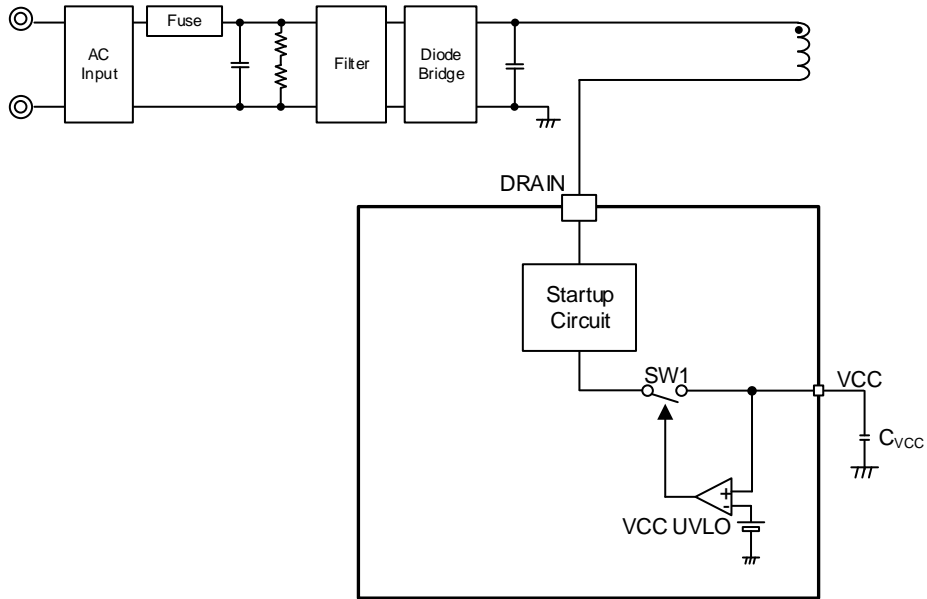 Fuse
AC
Input
Filter
Diode
Bridge
DRAIN
Startup
Circuit
SW1
VCC
CVCC
+
-
VCC UVLO